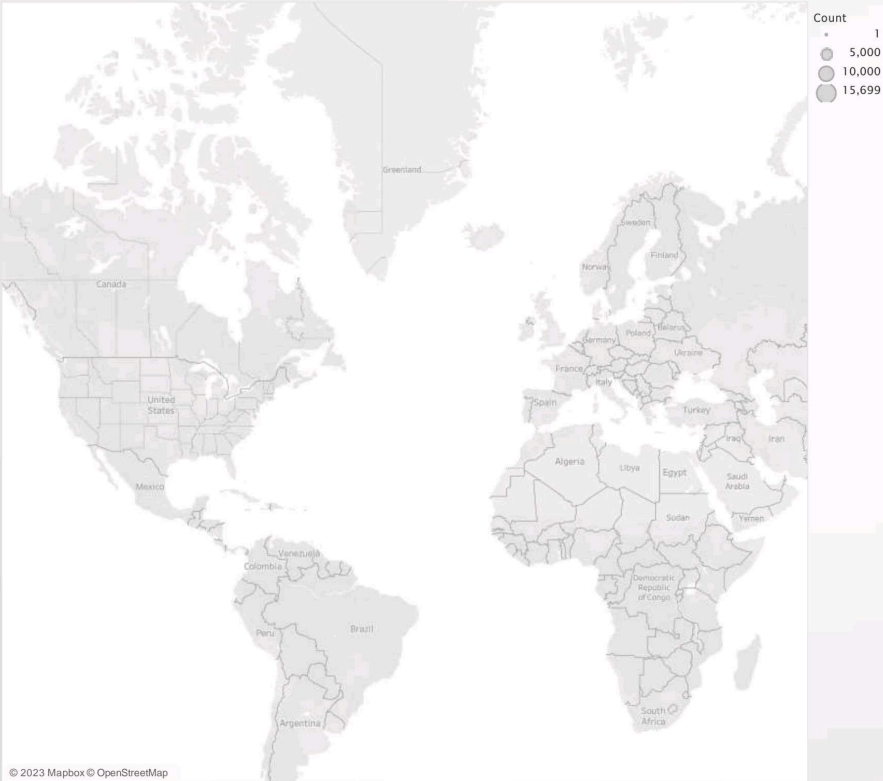 Count
1
5,000
10,000
15,699
Greenland
Sweden
Finland
Norway
Canada
Poland
Belarus
Germany
Ukraine
France
Italy
United
States
Spain
Turkey
Iraq
Iran
Algeria
Libya
Egypt
Saudi
Arabia
Mexico
Sudan
Yemen
Venezuela
Colombia
Democratic
Republic
of Congo
Brazil
Peru
South
Africa
Argentina
© 2023 Mapbox © OpenStreetMap